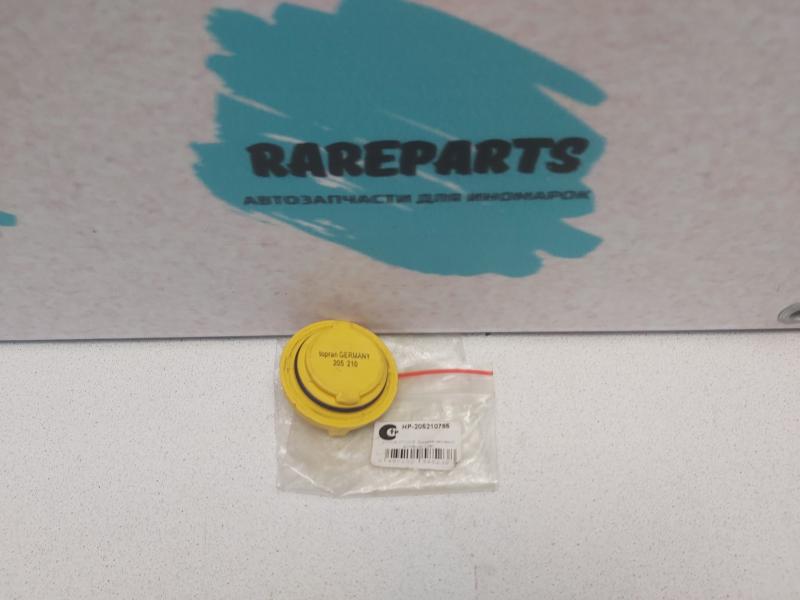 RAREPARTS
АВТОЗАПЧАСТИ ДЛЯ ИНОМАРОК
topran GERMANY
205 210
HP-205210755